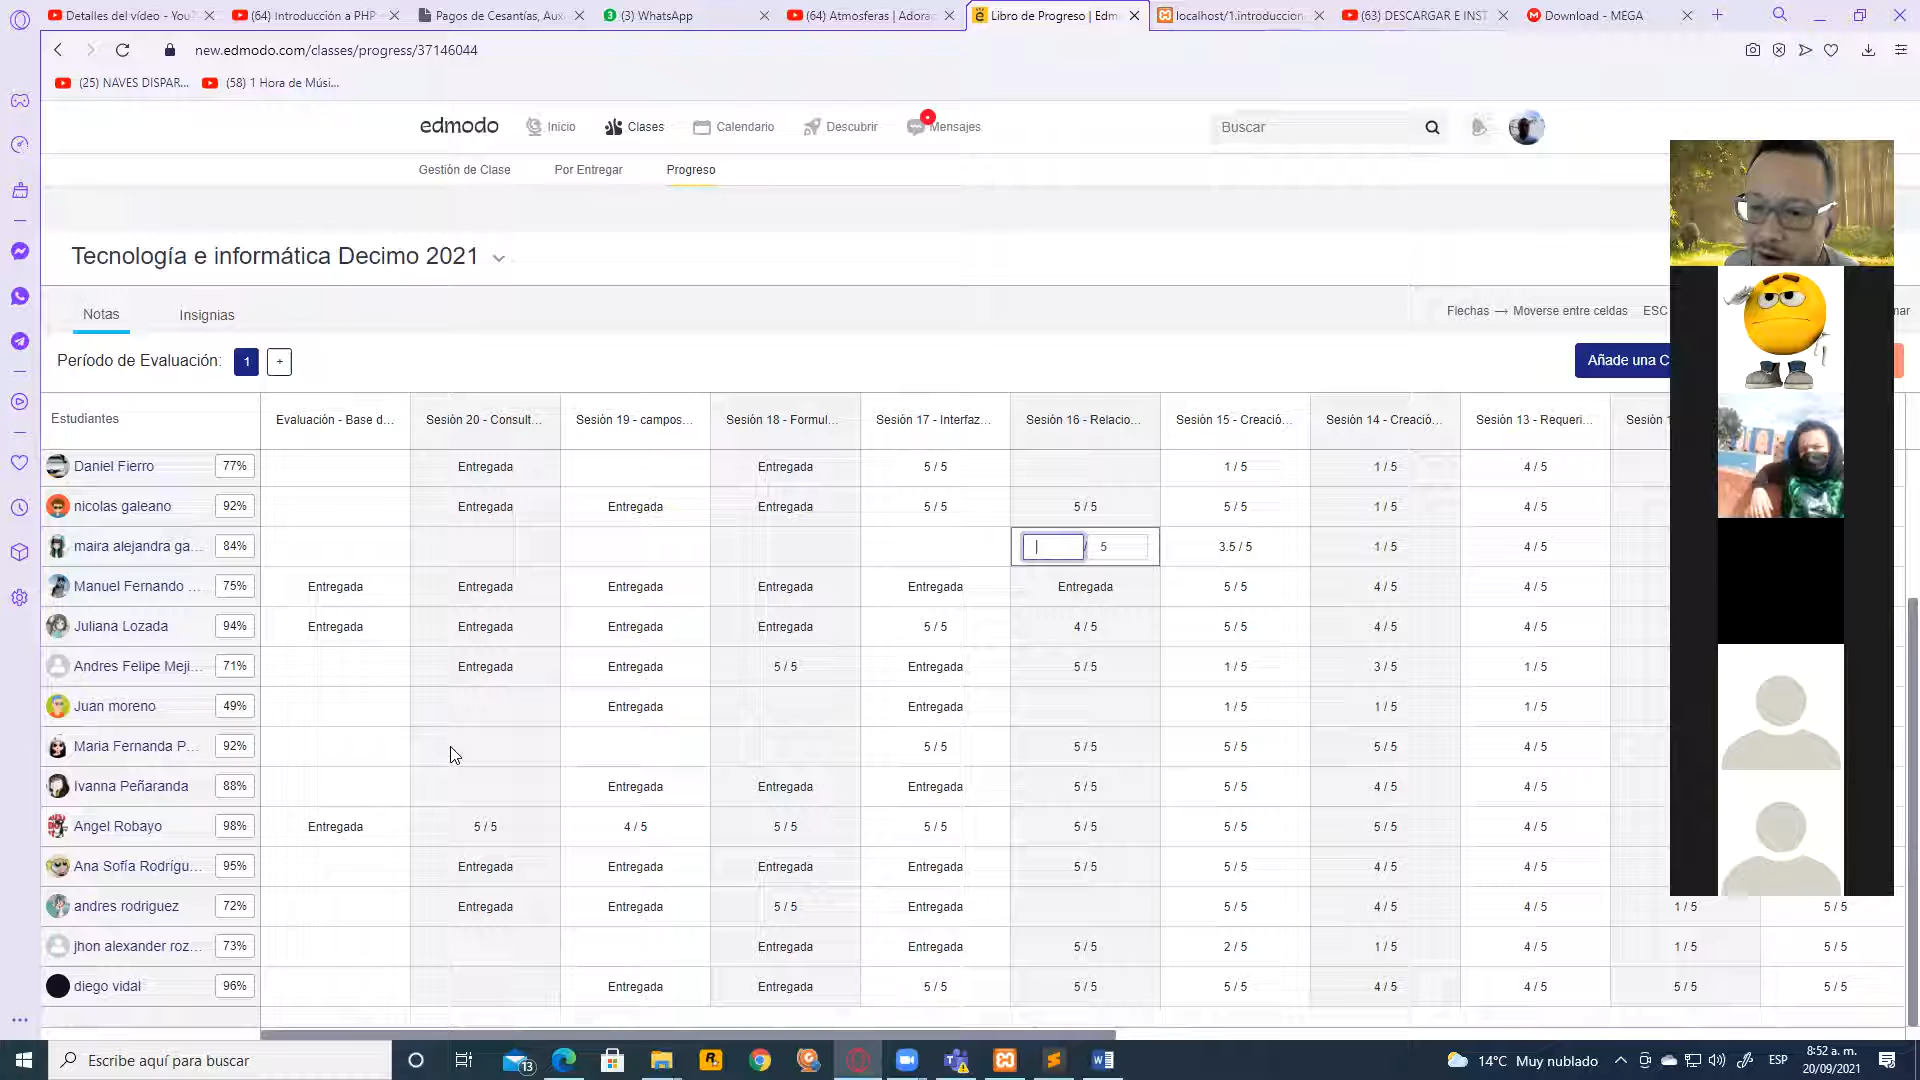 Detalles del vídeo - You
(64) Introducción a PHP -
Pagos de Cesantías, Aux
(3) WhatsApp
(64) Atmosferas | Adora
Libro de Progreso | Edm
localhost/1.introduccion
(63) DESCARGAR E INST
Download - MEGA
new.edmodo.com/classes/progress/37146044
(25) NAVES DISPAR...
(58) 1 Hora de Músi...
edmodo
Inicio
Clases
Calendario
Descubrir
Mensajes
Buscar
Gestión de Clase
Por Entregar
Progreso
Tecnología e informática Decimo 2021
Notas
Insignias
Flechas → Moverse entre celdas ESC
Período de Evaluación: 1 +
Añade una C
Estudiantes Evaluación - Base d... Sesión 20 - Consult... Sesión 19 - campos... Sesión 18 - Formul... Sesión 17 - Interfaz... Sesión 16 - Relacio... Sesión 15 - Creació... Sesión 14 - Creació... Sesión 13 - Requeri... Sesión 1
Daniel Fierro 77% Entregada Entregada 5 / 5 1 / 5 1 / 5 4 / 5
nicolas galeano 92% Entregada Entregada Entregada 5 / 5 5 / 5 5 / 5 1 / 5 4 / 5
maira alejandra ga... 84% / 5 3.5 / 5 1 / 5 4 / 5
Manuel Fernando ... 75% Entregada Entregada Entregada Entregada Entregada Entregada 5 / 5 4 / 5 4 / 5
Juliana Lozada 94% Entregada Entregada Entregada Entregada 5 / 5 4 / 5 5 / 5 4 / 5 4 / 5
Andres Felipe Meji... 71% Entregada Entregada 5 / 5 Entregada 5 / 5 1 / 5 3 / 5 1 / 5
Juan moreno 49% Entregada Entregada 1 / 5 1 / 5 1 / 5
Maria Fernanda P... 92% 5 / 5 5 / 5 5 / 5 5 / 5 4 / 5
Ivanna Peñaranda 88% Entregada Entregada Entregada 5 / 5 5 / 5 4 / 5 4 / 5
Angel Robayo 98% Entregada 5 / 5 4 / 5 5 / 5 5 / 5 5 / 5 5 / 5 5 / 5 4 / 5
Ana Sofía Rodrígu... 95% Entregada Entregada Entregada Entregada 5 / 5 5 / 5 4 / 5 4 / 5
andres rodriguez 72% Entregada Entregada 5 / 5 Entregada 5 / 5 4 / 5 4 / 5 1 / 5 5 / 5
jhon alexander roz... 73% Entregada Entregada 5 / 5 2 / 5 1 / 5 4 / 5 1 / 5 5 / 5
diego vidal 96% Entregada Entregada 5 / 5 5 / 5 5 / 5 4 / 5 4 / 5 5 / 5 5 / 5
Escribe aquí para buscar
13
14°C Muy nublado
ESP
8:52 a. m.
20/09/2021